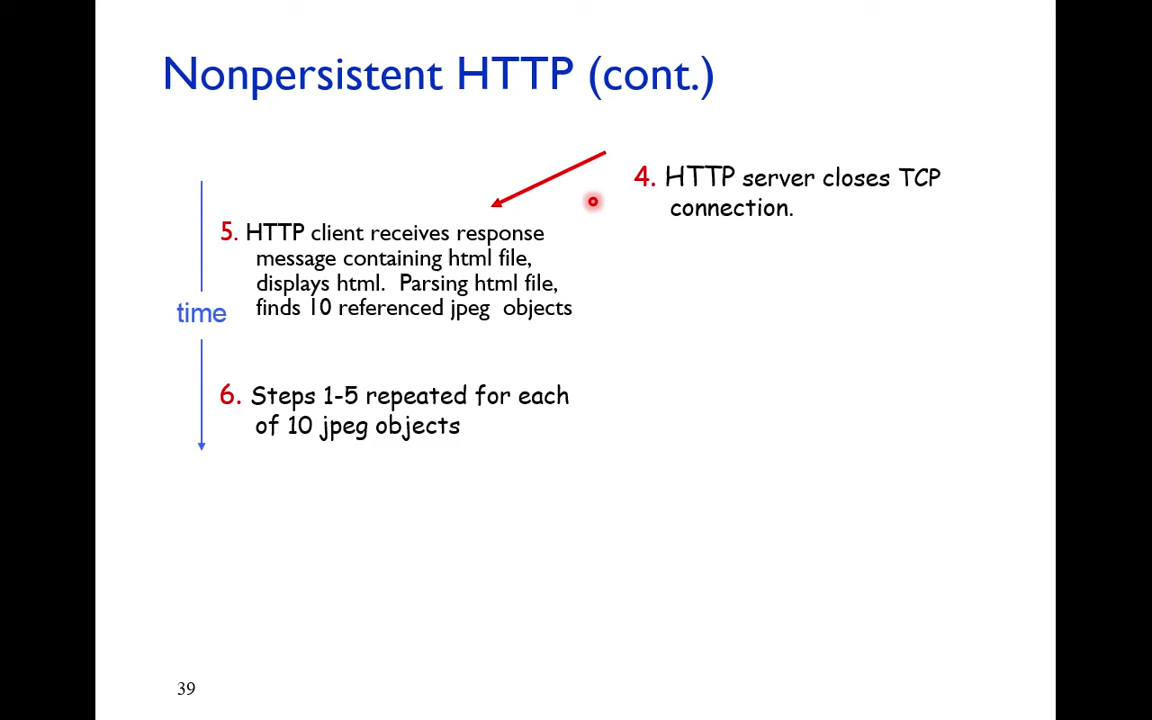 Nonpersistent HTTP (cont.)
4. HTTP server closes TCP
connection.
5. HTTP client receives response
message containing html file,
displays html. Parsing html file,
finds 10 referenced jpeg objects
time
6. Steps 1-5 repeated for each
of 10 jpeg objects
39